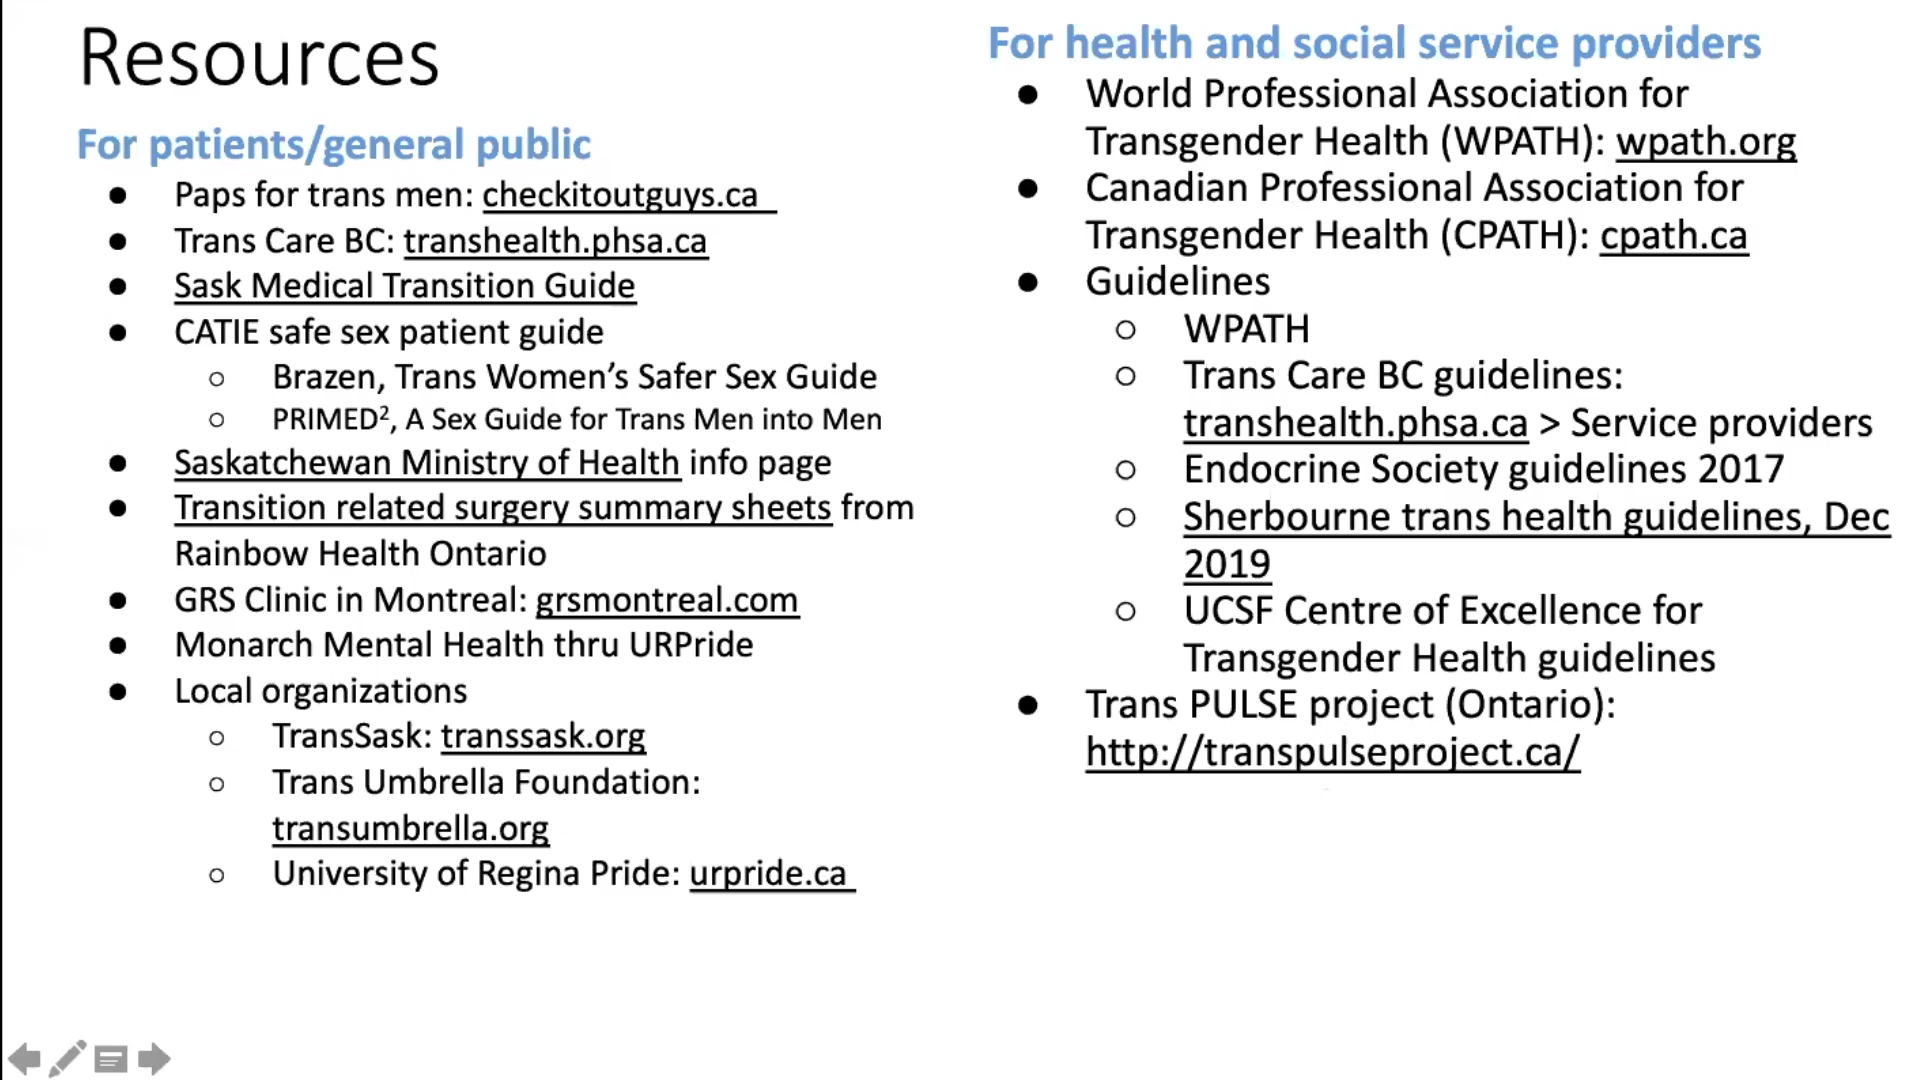 Resources
For patients/general public
● Paps for trans men: checkitoutguys.ca
● Trans Care BC: transhealth.phsa.ca
● Sask Medical Transition Guide
● CATIE safe sex patient guide
○ Brazen, Trans Women’s Safer Sex Guide
○ PRIMED², A Sex Guide for Trans Men into Men
● Saskatchewan Ministry of Health info page
● Transition related surgery summary sheets from
Rainbow Health Ontario
● GRS Clinic in Montreal: grsmontreal.com
● Monarch Mental Health thru URPride
● Local organizations
○ TransSask: transsask.org
○ Trans Umbrella Foundation:
transumbrella.org
○ University of Regina Pride: urpride.ca
For health and social service providers
● World Professional Association for
Transgender Health (WPATH): wpath.org
● Canadian Professional Association for
Transgender Health (CPATH): cpath.ca
● Guidelines
○ WPATH
○ Trans Care BC guidelines:
transhealth.phsa.ca > Service providers
○ Endocrine Society guidelines 2017
○ Sherbourne trans health guidelines, Dec
2019
○ UCSF Centre of Excellence for
Transgender Health guidelines
● Trans PULSE project (Ontario):
http://transpulseproject.ca/